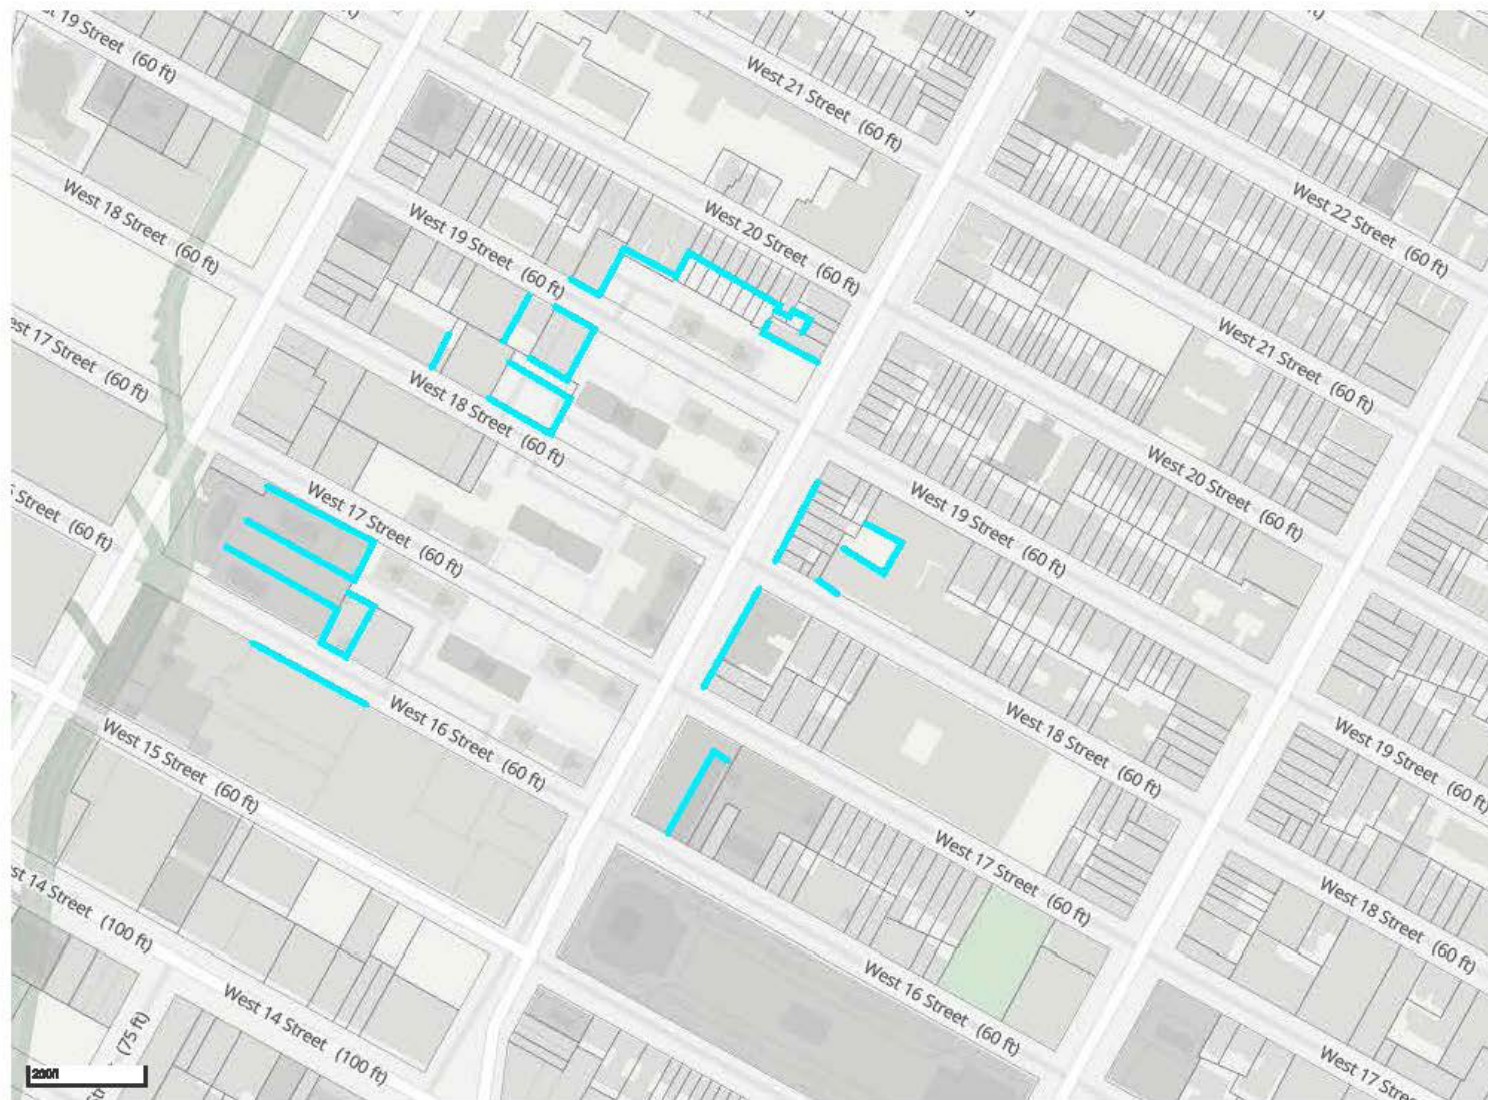 West 19 Street (60 ft)
West 21 Street (60 ft)
West 18 Street (60 ft)
West 22 Street (60 ft)
West 20 Street (60 ft)
West 19 Street (60 ft)
West 17 Street (60 ft)
West 21 Street (60 ft)
West 18 Street (60 ft)
West 20 Street (60 ft)
West 17 Street (60 ft)
West 19 Street (60 ft)
Street (60 ft)
West 16 Street (60 ft)
West 18 Street (60 ft)
West 19 Street (60 ft)
West 15 Street (60 ft)
West 17 Street (60 ft)
West 18 Street (60 ft)
14 Street (100 ft)
West 16 Street (60 ft)
West 14 Street (100 ft)
West 17 Street
(75 ft)
200ft